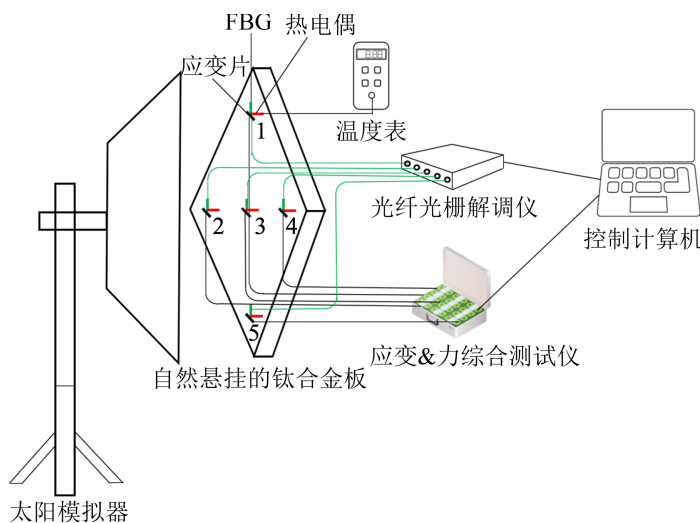 FBG 热电偶
应变片
温度表
1
2 3 4
5
光纤光栅解调仪
控制计算机
应变&力综合测试仪
自然悬挂的钛合金板
太阳模拟器